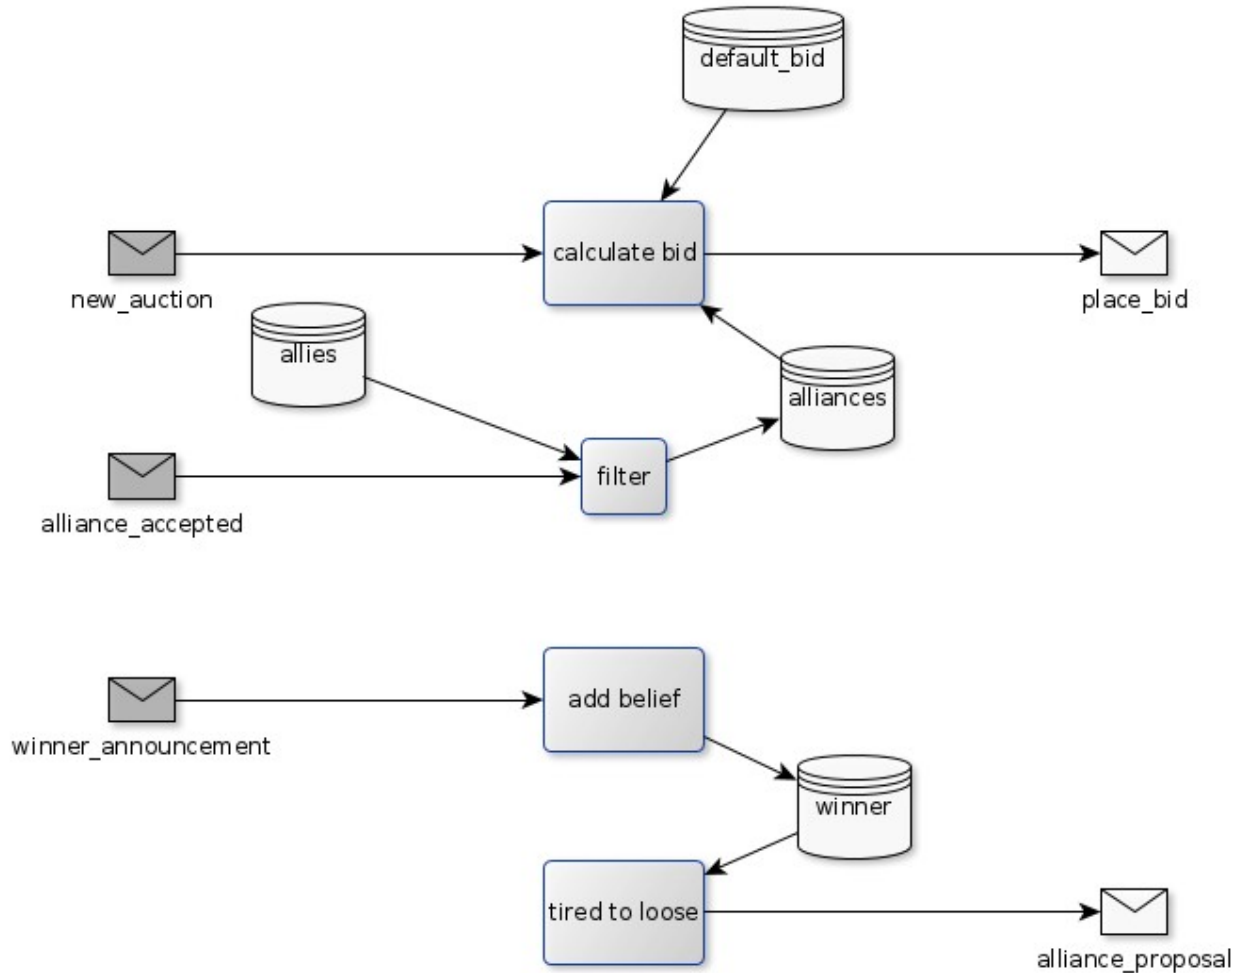 default_bid
calculate bid
new_auction
place_bid
allies
alliances
filter
alliance_accepted
add belief
winner_announcement
winner
tired to loose
alliance_proposal